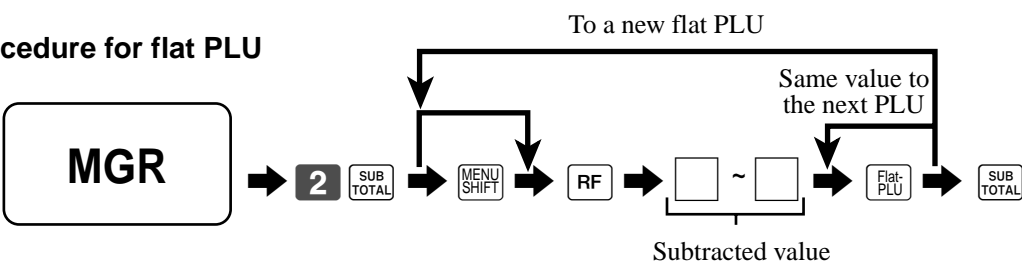 To a new flat PLU
cedure for flat PLU
Same value to
the next PLU
MGR
2
SUB
TOTAL
MENU
SHIFT
RF
~
Flat-
PLU
SUB
TOTAL
Subtracted value